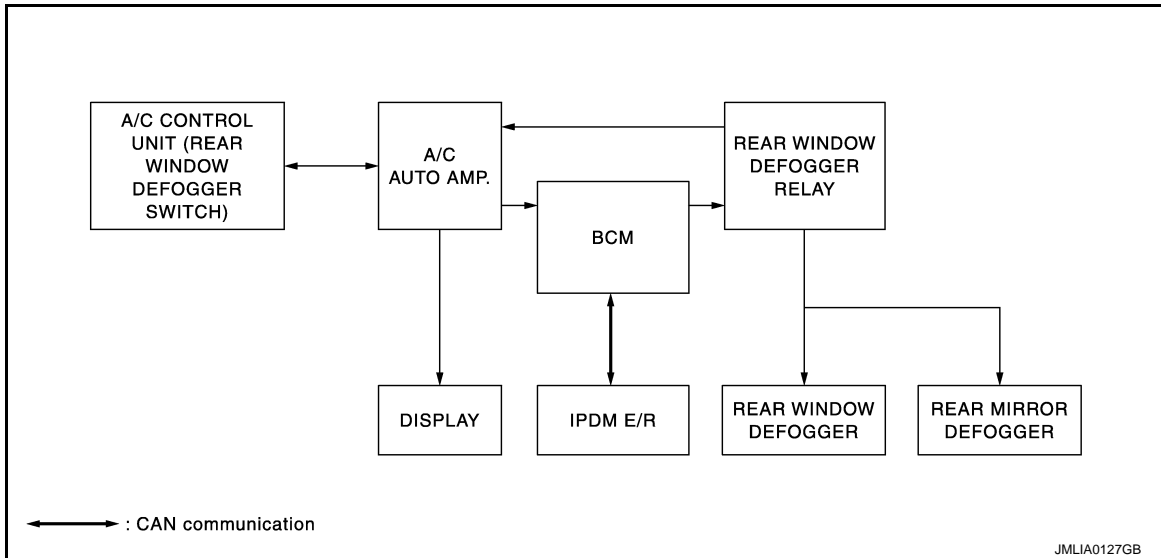 A/C CONTROL
UNIT (REAR
WINDOW
DEFOGGER
SWITCH)
A/C
AUTO AMP.
REAR WINDOW
DEFOGGER
RELAY
BCM
DISPLAY
IPDM E/R
REAR WINDOW
DEFOGGER
REAR MIRROR
DEFOGGER
: CAN communication
JMLIA0127GB